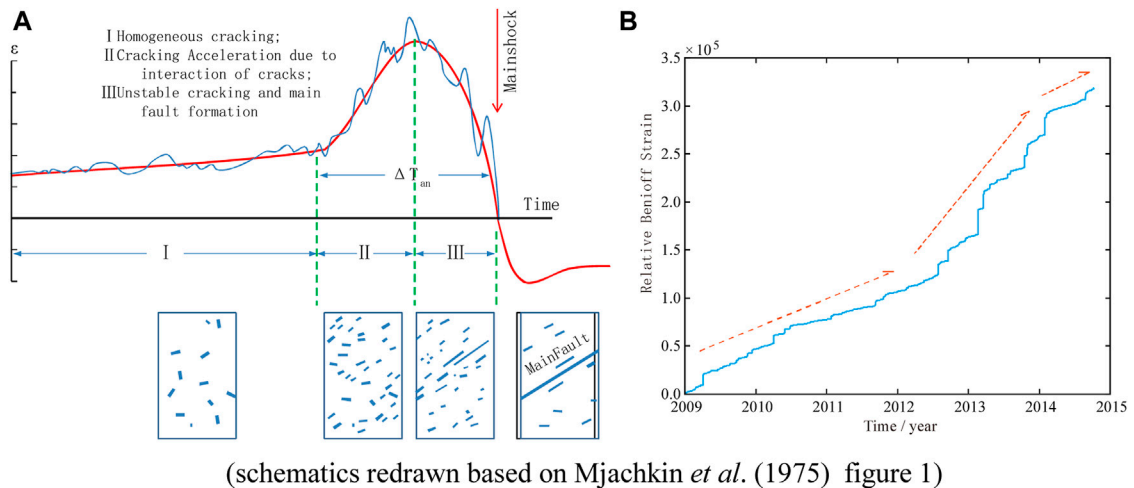 A
ε
Ⅰ Homogeneous cracking;
Ⅱ Cracking Acceleration due to
interaction of cracks;
Ⅲ Unstable cracking and main
fault formation
Mainshock
Δ T an
Time
Ⅰ
Ⅱ
Ⅲ
MainFault
B
× 10⁵
3.5
3.0
2.5
2.0
1.5
1.0
0.5
0.0
Relative Benioff Strain
2009 2010 2011 2012 2013 2014 2015
Time / year
(schematics redrawn based on Mjachkin et al. (1975) figure 1)